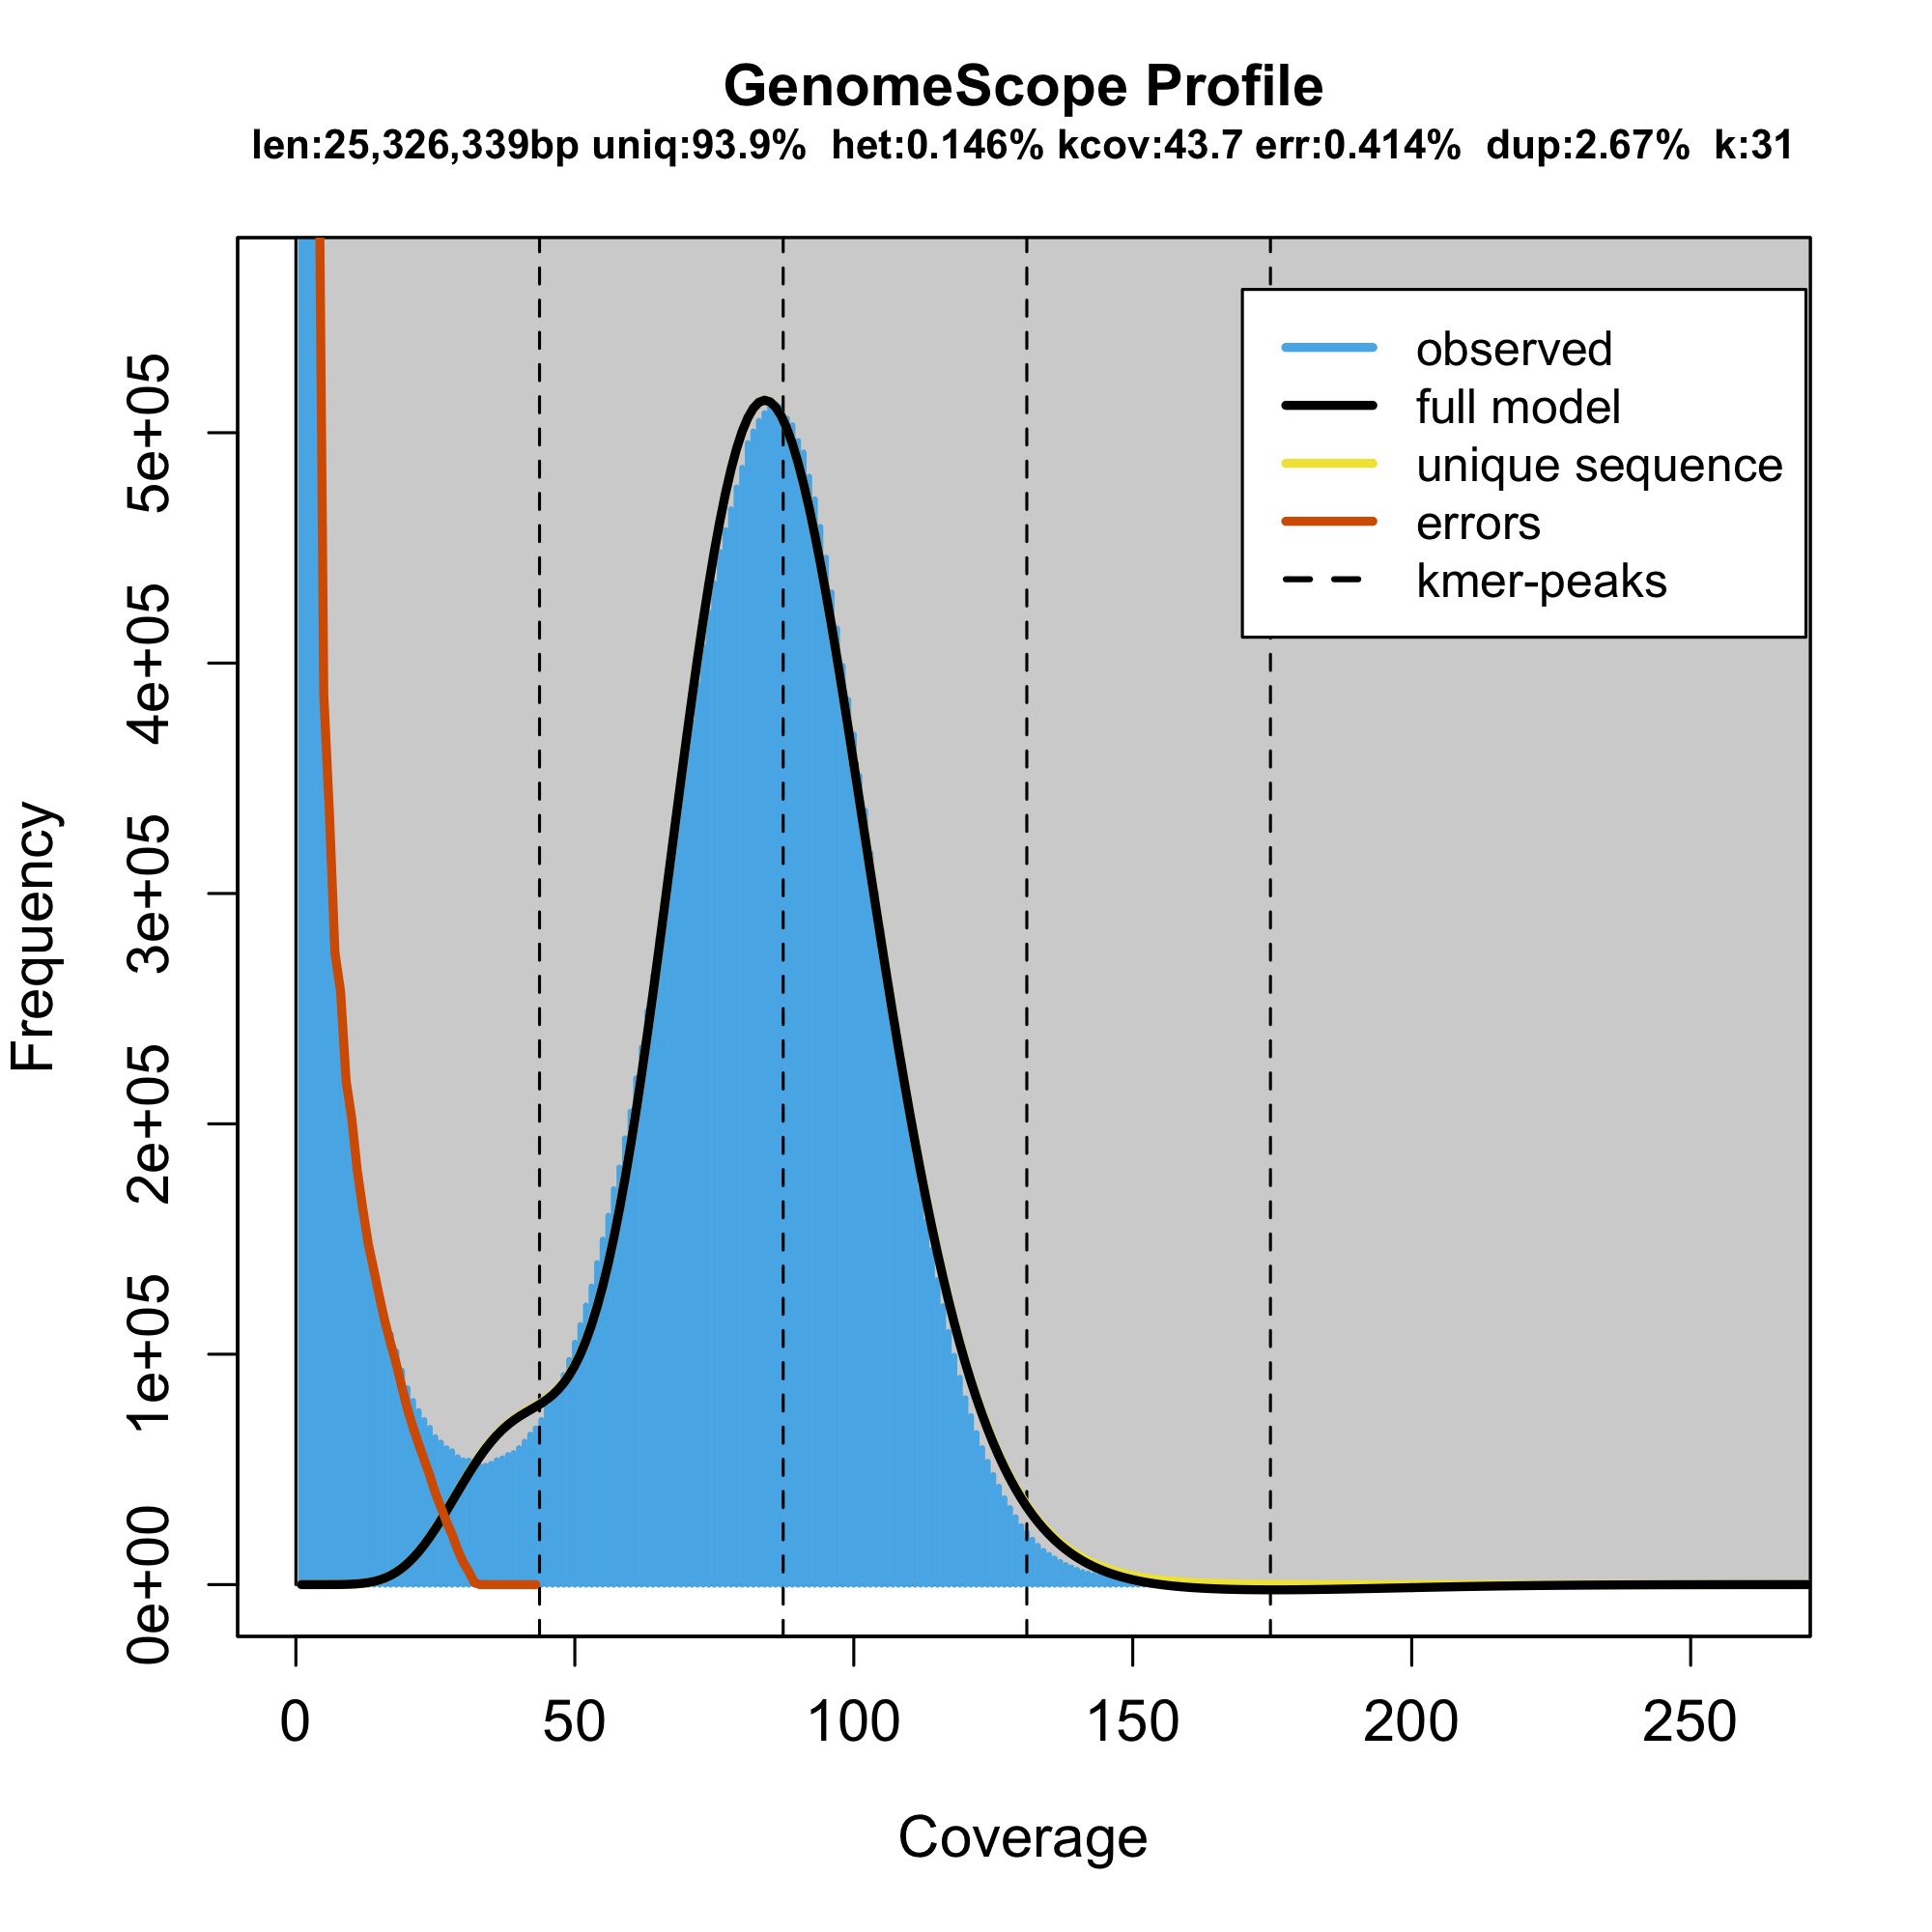 GenomeScope Profile
len:25,326,339bp uniq:93.9% het:0.146% kcov:43.7 err:0.414% dup:2.67% k:31
observed
full model
unique sequence
errors
kmer-peaks
Frequency
5e+05
4e+05
3e+05
2e+05
1e+05
0e+00
0 50 100 150 200 250
Coverage